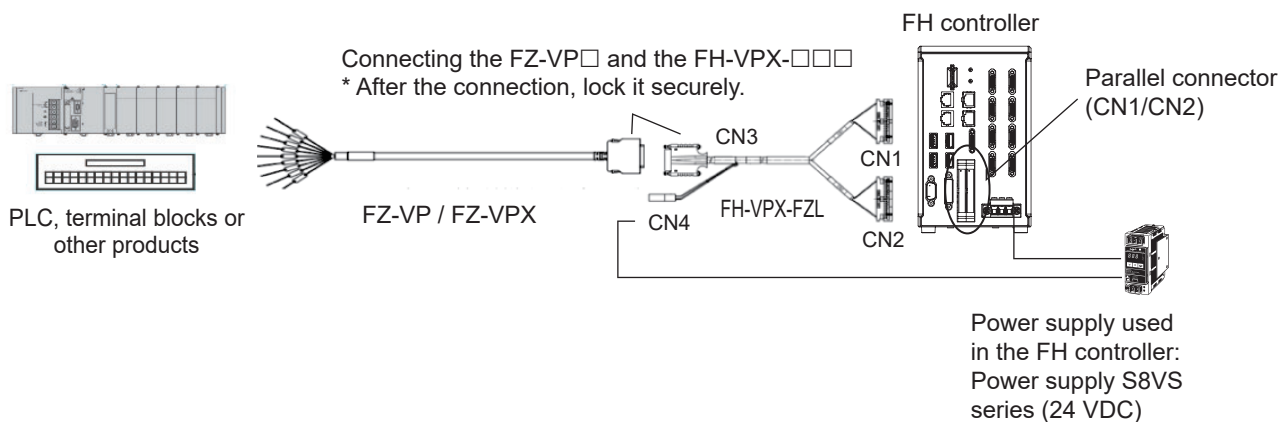 FH controller
Connecting the FZ-VP□ and the FH-VPX-□□□
* After the connection, lock it securely.
Parallel connector
(CN1/CN2)
CN3
CN1
PLC, terminal blocks or
other products
FZ-VP / FZ-VPX
CN4
FH-VPX-FZL
CN2
Power supply used
in the FH controller:
Power supply S8VS
series (24 VDC)